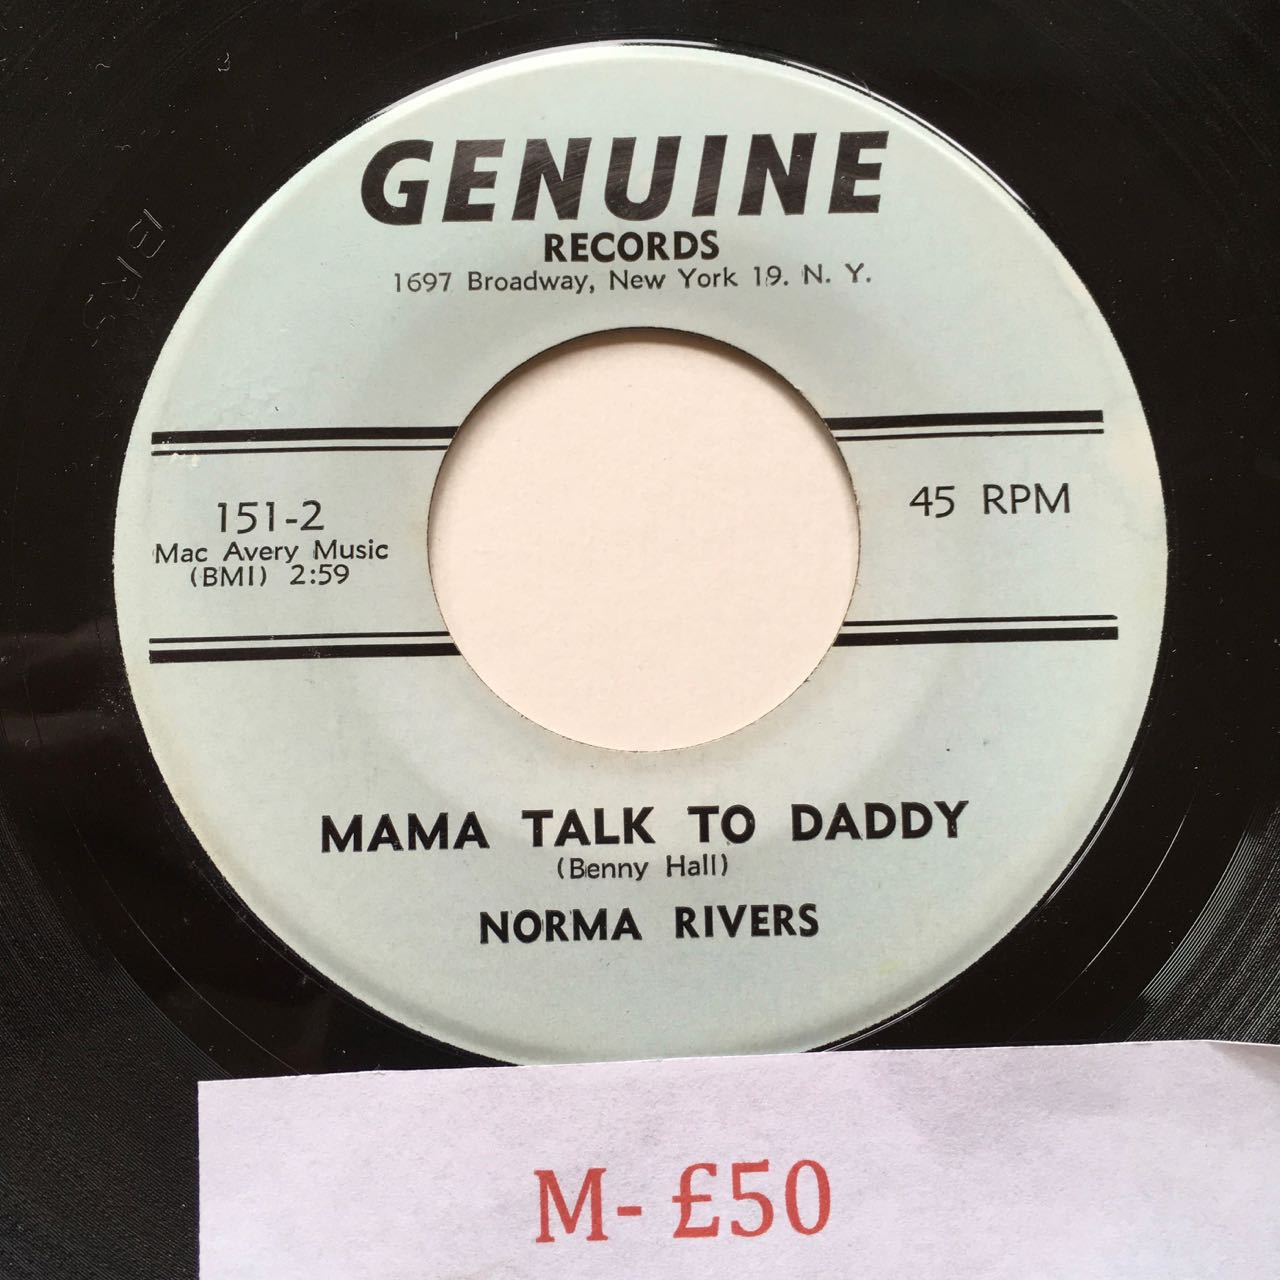 GENUINE
RECORDS
1697 Broadway, New York 19. N. Y.
151-2
Mac Avery Music
(BMI) 2:59
45 RPM
MAMA TALK TO DADDY
(Benny Hall)
NORMA RIVERS
M- £50